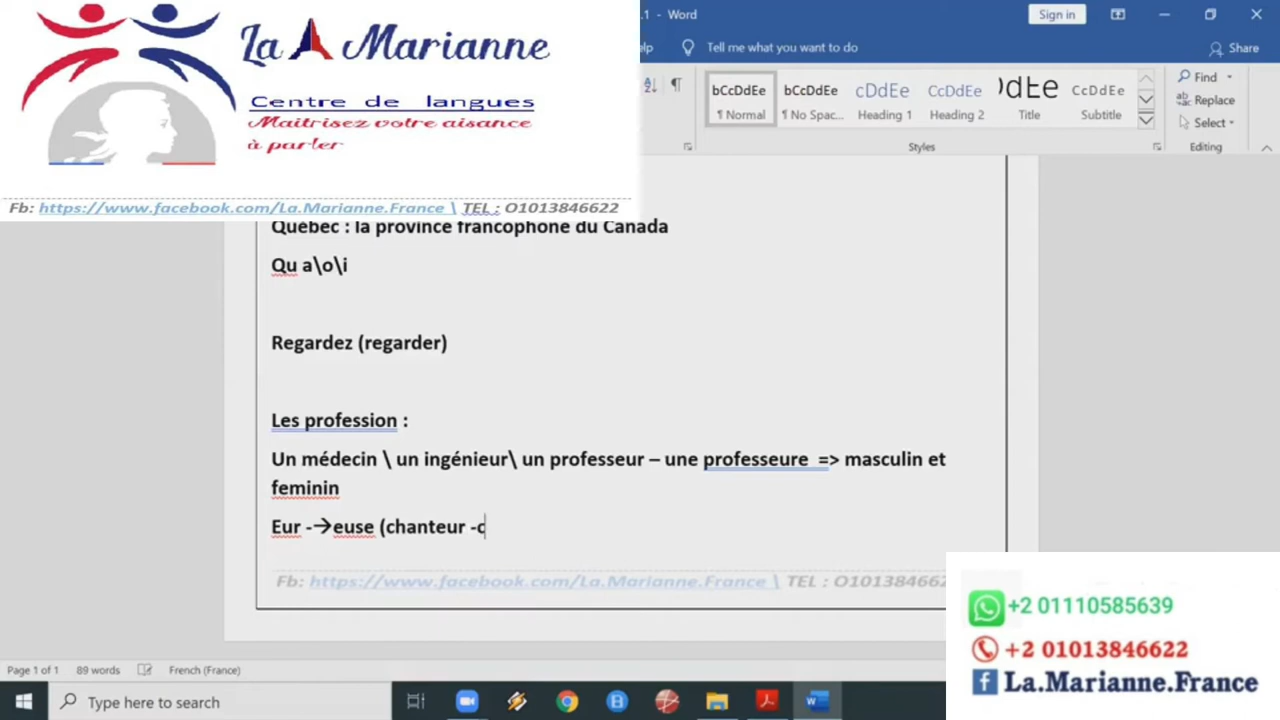 La Marianne
Centre de langues
Maitrisez votre aisance
à parler
Fb: https://www.facebook.com/La.Marianne.France \ TEL : O1013846622
.1 - Word
Sign in
Tell me what you want to do
Share
bCcDdEe
¶ Normal
bCcDdEe
¶ No Spac...
cDdEe
Heading 1
CcDdEe
Heading 2
Title
CcDdEe
Subtitle
Styles
Find
Replace
Select
Editing
Québec : la province francophone du Canada
Qu a\o\i
Regardez (regarder)
Les profession :
Un médecin \ un ingénieur\ un professeur – une professeure => masculin et
feminin
Eur -→euse (chanteur -c
Fb: https://www.facebook.com/La.Marianne.France \ TEL : O101384662
+2 01110585639
+2 01013846622
La.Marianne.France
Page 1 of 1
89 words
French (France)
Type here to search